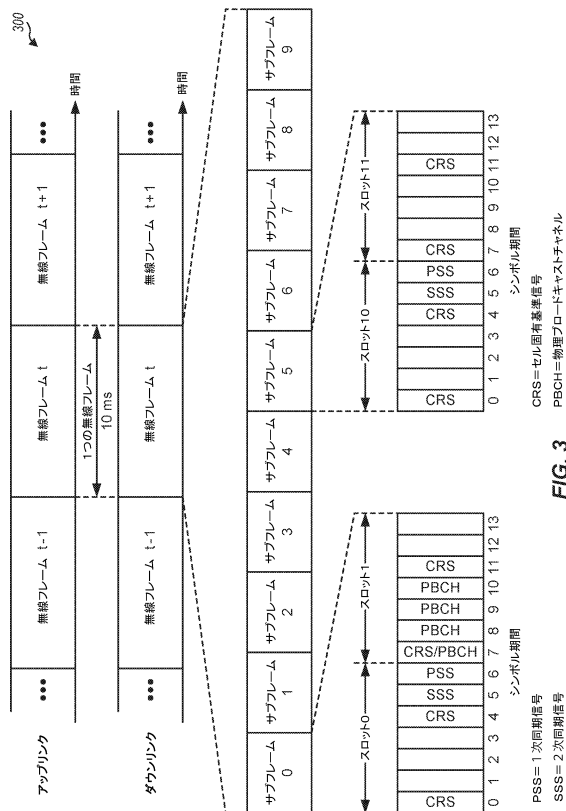 300
アップリンク
••• 無線フレーム t-1 無線フレーム t 無線フレーム t+1 •••
時間
1つの無線フレーム
10 ms
ダウンリンク
••• 無線フレーム t-1 無線フレーム t 無線フレーム t+1 •••
時間
サブフレーム 0
サブフレーム 1
サブフレーム 2
サブフレーム 3
サブフレーム 4
サブフレーム 5
サブフレーム 6
サブフレーム 7
サブフレーム 8
サブフレーム 9
スロット0 スロット1
CRS CRS SSS PSS CRS/PBCH PBCH PBCH PBCH CRS
0 1 2 3 4 5 6 7 8 9 10 11 12 13
シンボル期間
スロット10 スロット11
CRS CRS SSS PSS CRS CRS
0 1 2 3 4 5 6 7 8 9 10 11 12 13
シンボル期間
PSS=1次同期信号
SSS=2次同期信号
CRS=セル固有基準信号
PBCH=物理ブロードキャストチャネル
FIG. 3